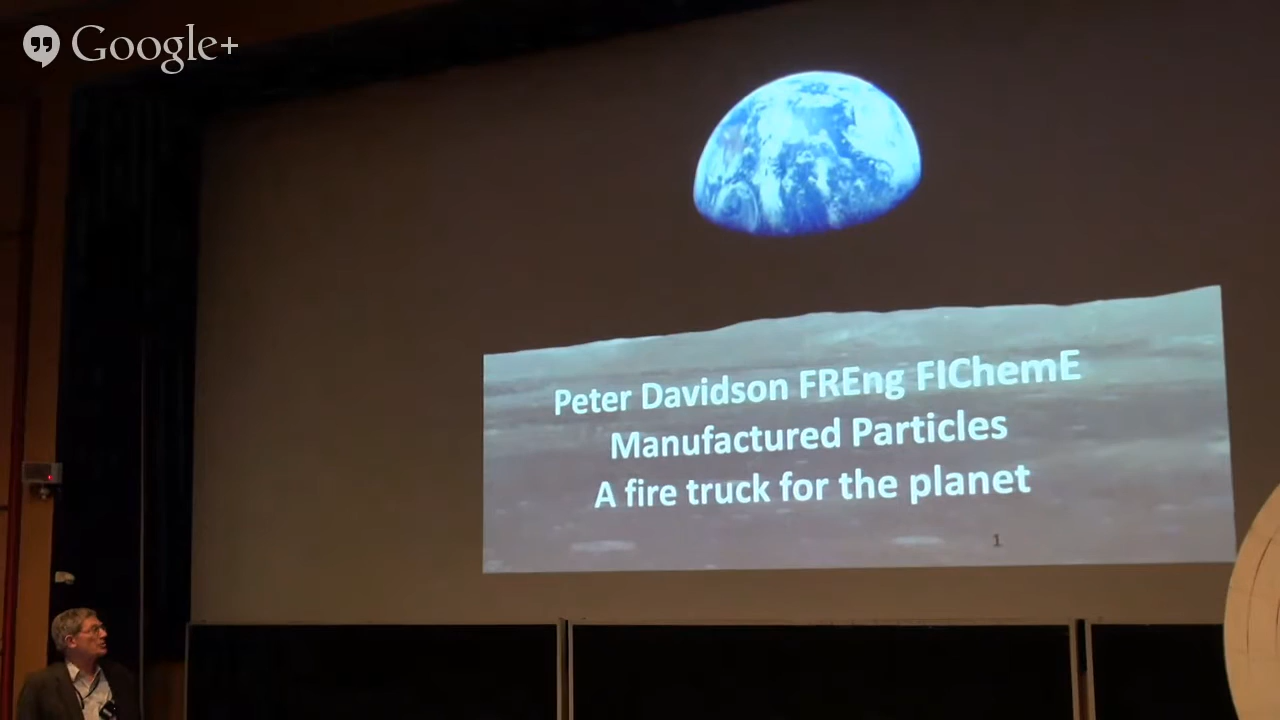 Google+
Peter Davidson FREng FIChemE
Manufactured Particles
A fire truck for the planet
1